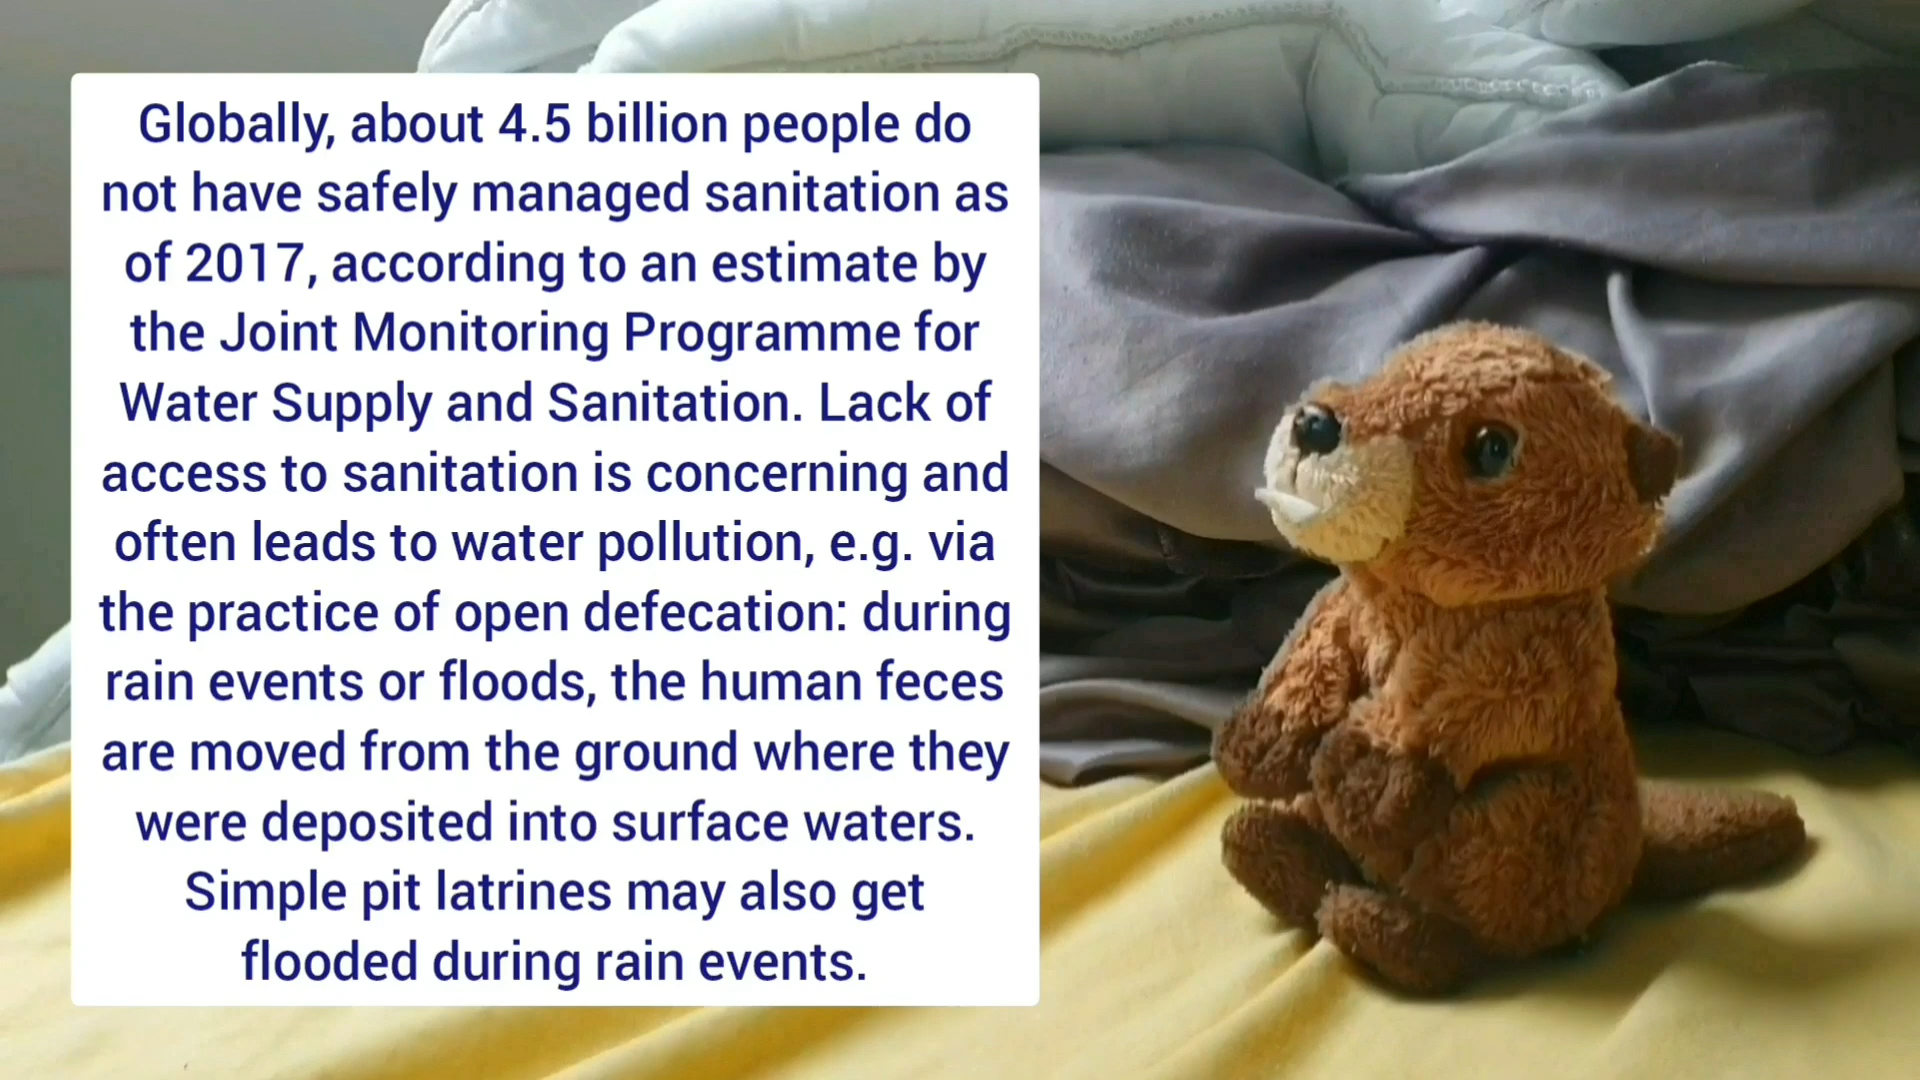 Globally, about 4.5 billion people do
not have safely managed sanitation as
of 2017, according to an estimate by
the Joint Monitoring Programme for
Water Supply and Sanitation. Lack of
access to sanitation is concerning and
often leads to water pollution, e.g. via
the practice of open defecation: during
rain events or floods, the human feces
are moved from the ground where they
were deposited into surface waters.
Simple pit latrines may also get
flooded during rain events.